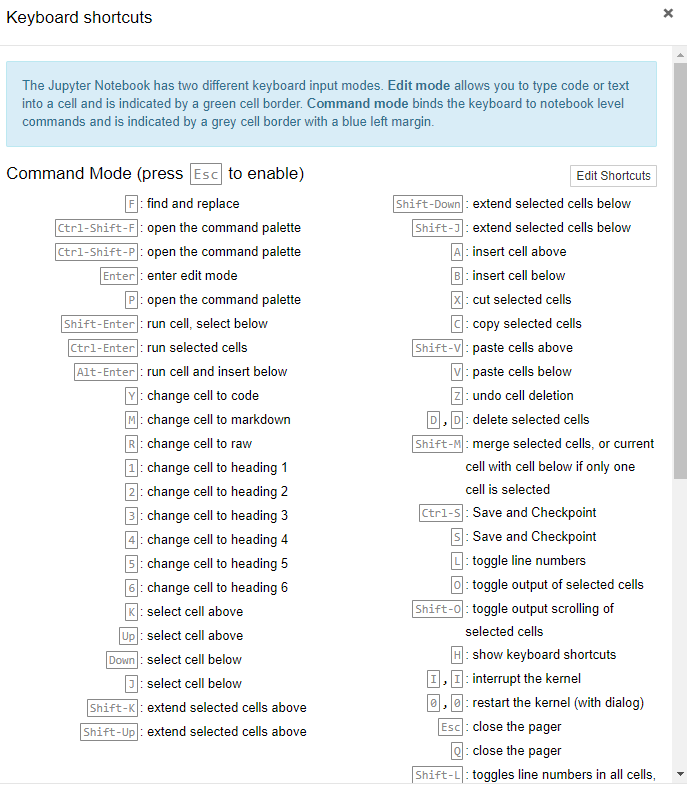 Keyboard shortcuts
The Jupyter Notebook has two different keyboard input modes. Edit mode allows you to type code or text
into a cell and is indicated by a green cell border. Command mode binds the keyboard to notebook level
commands and is indicated by a grey cell border with a blue left margin.
Command Mode (press Esc to enable)
Edit Shortcuts
F : find and replace
Ctrl-Shift-F : open the command palette
Ctrl-Shift-P : open the command palette
Enter : enter edit mode
P : open the command palette
Shift-Enter : run cell, select below
Ctrl-Enter : run selected cells
Alt-Enter : run cell and insert below
Y : change cell to code
M : change cell to markdown
R : change cell to raw
1 : change cell to heading 1
2 : change cell to heading 2
3 : change cell to heading 3
4 : change cell to heading 4
5 : change cell to heading 5
6 : change cell to heading 6
K : select cell above
Up : select cell above
Down : select cell below
J : select cell below
Shift-K : extend selected cells above
Shift-Up : extend selected cells above
Shift-Down : extend selected cells below
Shift-J : extend selected cells below
A : insert cell above
B : insert cell below
X : cut selected cells
C : copy selected cells
Shift-V : paste cells above
V : paste cells below
Z : undo cell deletion
D , D : delete selected cells
Shift-M : merge selected cells, or current
cell with cell below if only one
cell is selected
Ctrl-S : Save and Checkpoint
S : Save and Checkpoint
L : toggle line numbers
O : toggle output of selected cells
Shift-O : toggle output scrolling of
selected cells
H : show keyboard shortcuts
I , I : interrupt the kernel
0 , 0 : restart the kernel (with dialog)
Esc : close the pager
Q : close the pager
Shift-L : toggles line numbers in all cells,